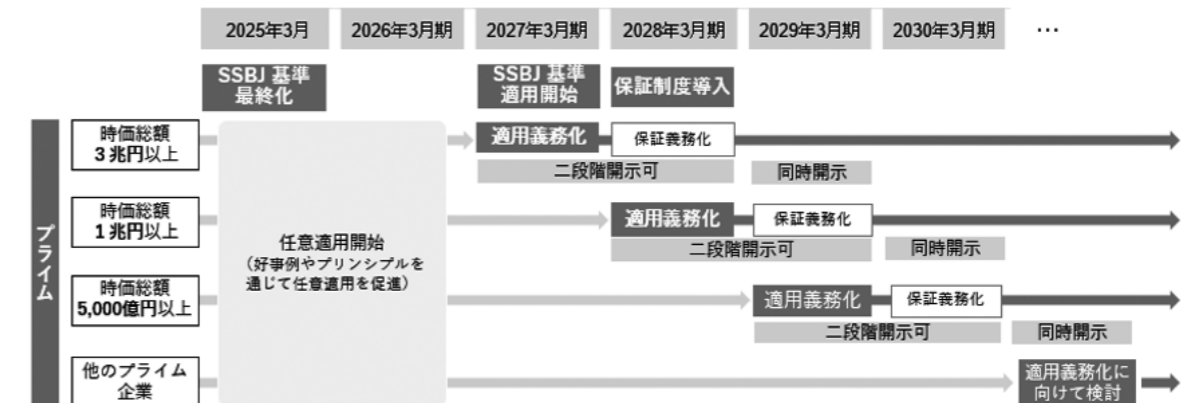 2025年3月 2026年3月期 2027年3月期 2028年3月期 2029年3月期 2030年3月期 …
SSBJ 基準
最終化
SSBJ 基準
適用開始
保証制度導入
プライム
時価総額
3 兆円以上
適用義務化
保証義務化
二段階開示可
同時開示
時価総額
1 兆円以上
適用義務化
保証義務化
二段階開示可
同時開示
任意適用開始
（好事例やプリンシプルを
通じて任意適用を促進）
時価総額
5,000億円以上
適用義務化
保証義務化
二段階開示可
同時開示
他のプライム
企業
適用義務化に
向けて検討